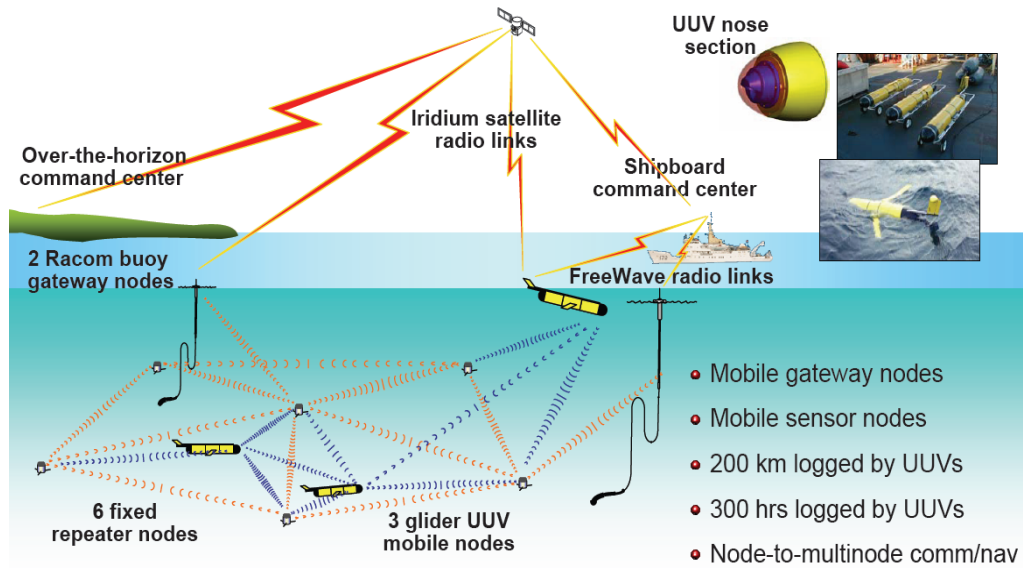 UUV nose
section
Iridium satellite
radio links
Over-the-horizon
command center
Shipboard
command center
2 Racom buoy
gateway nodes
FreeWave radio links
6 fixed
repeater nodes
3 glider UUV
mobile nodes
Mobile gateway nodes
Mobile sensor nodes
200 km logged by UUVs
300 hrs logged by UUVs
Node-to-multinode comm/nav